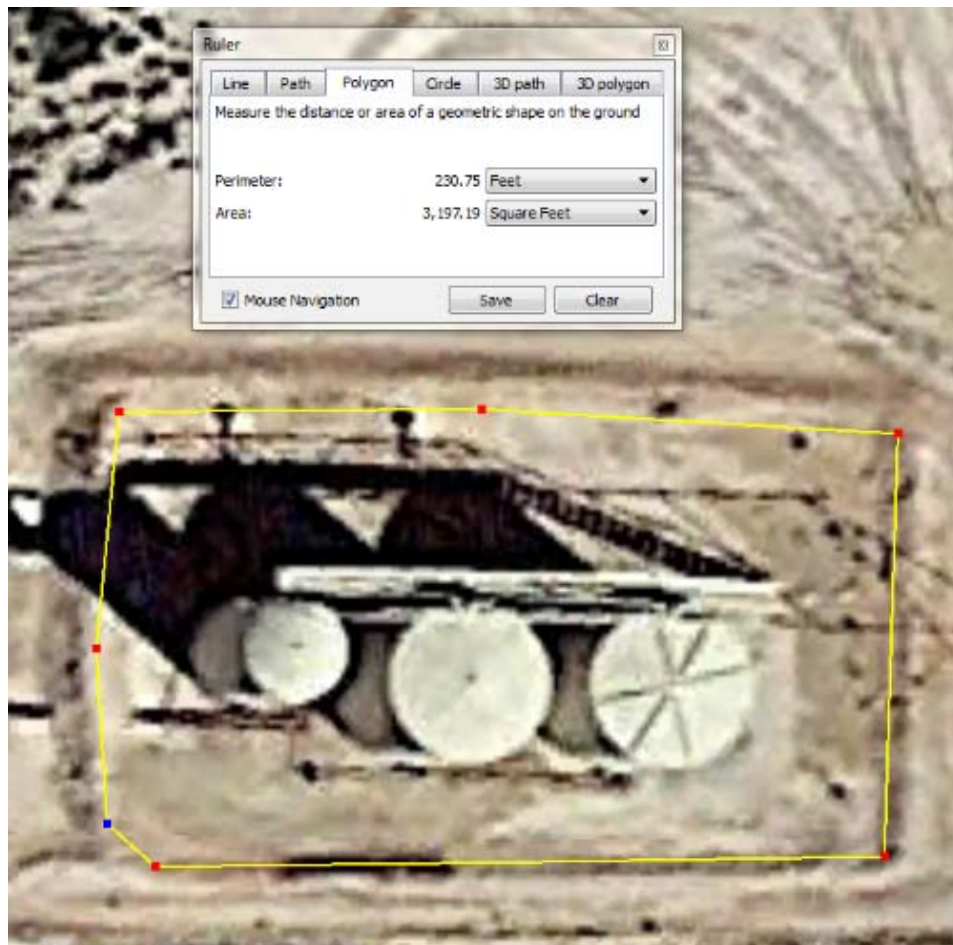 Ruler
Line Path Polygon Circle 3D path 3D polygon
Measure the distance or area of a geometric shape on the ground
Perimeter: 230.75 Feet
Area: 3,197.19 Square Feet
Mouse Navigation Save Clear